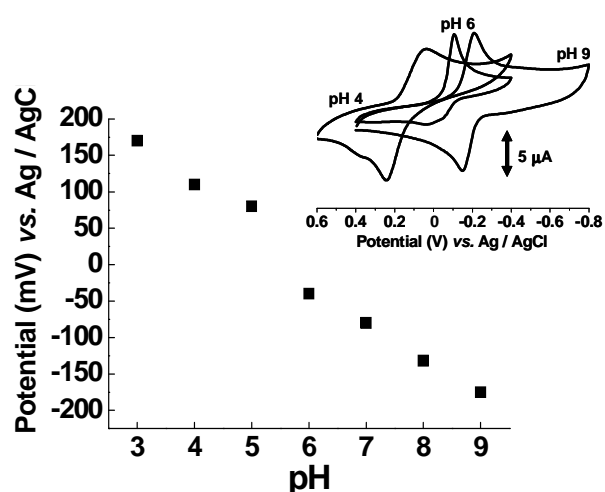 pH 6
pH 9
pH 4
5 µA
0.6 0.4 0.2 0 -0.2 -0.4 -0.6 -0.8
Potential (V) vs. Ag / AgCl
200
150
100
50
0
-50
-100
-150
-200
Potential (mV) vs. Ag / AgC
3 4 5 6 7 8 9
pH